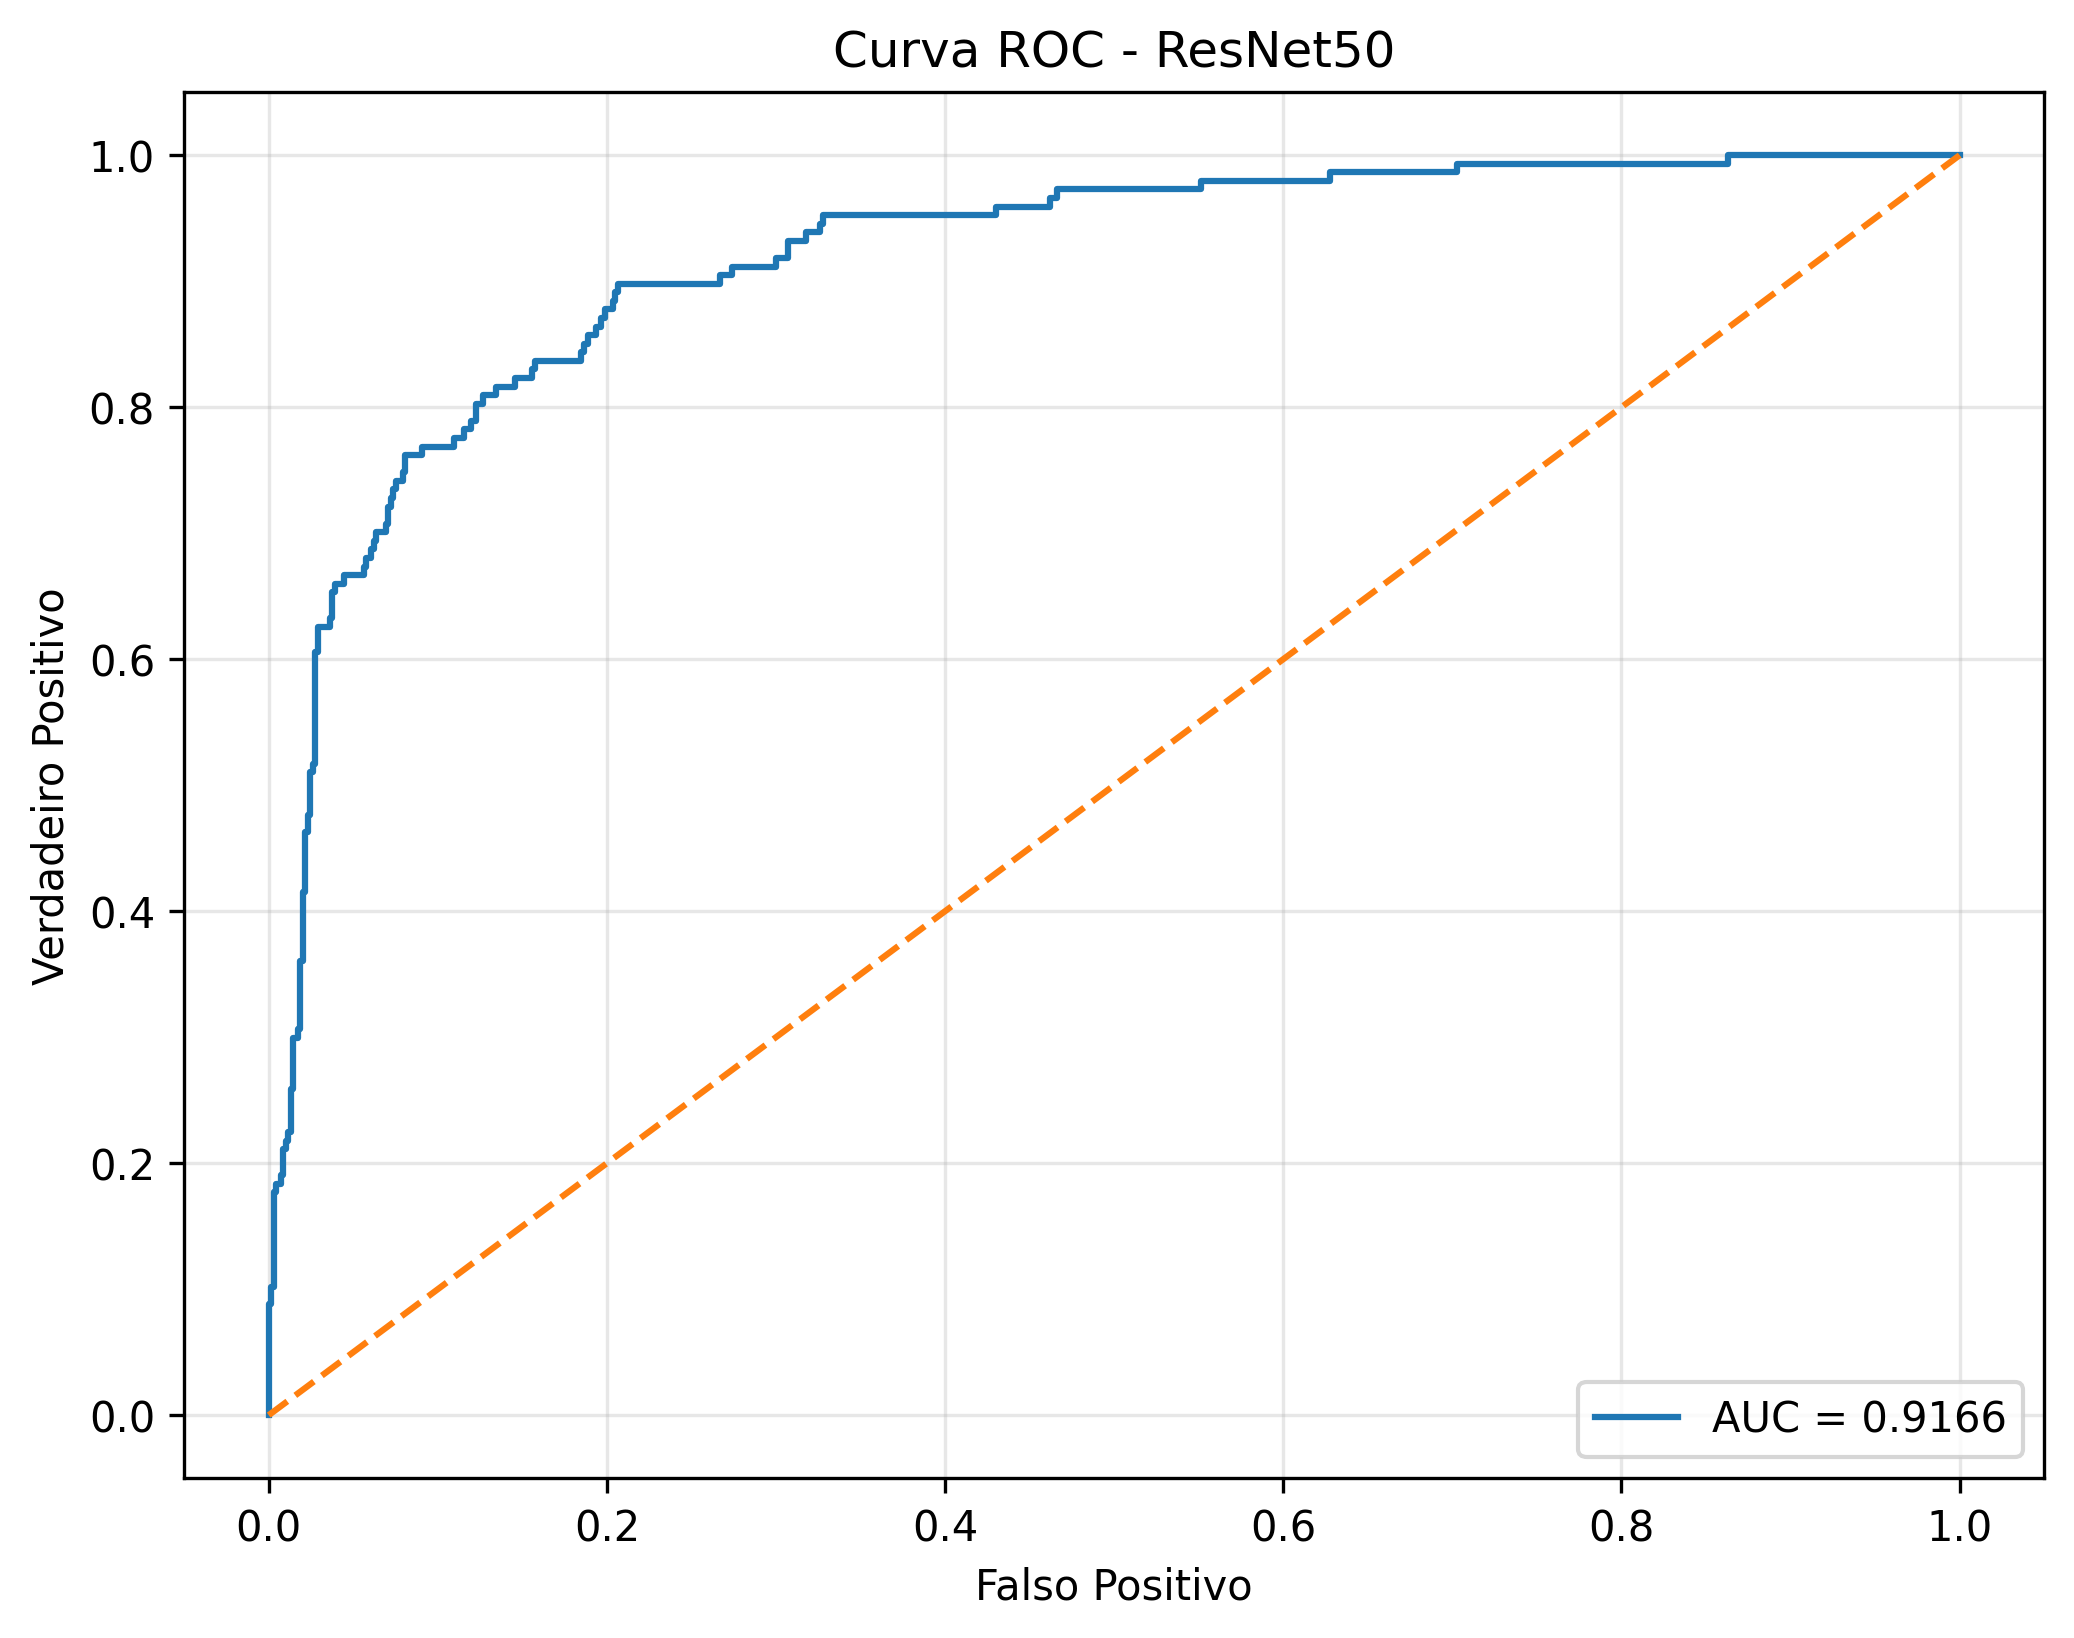 Curva ROC - ResNet50
1.0
0.8
0.6
0.4
0.2
0.0
Verdadeiro Positivo
AUC = 0.9166
0.0 0.2 0.4 0.6 0.8 1.0
Falso Positivo